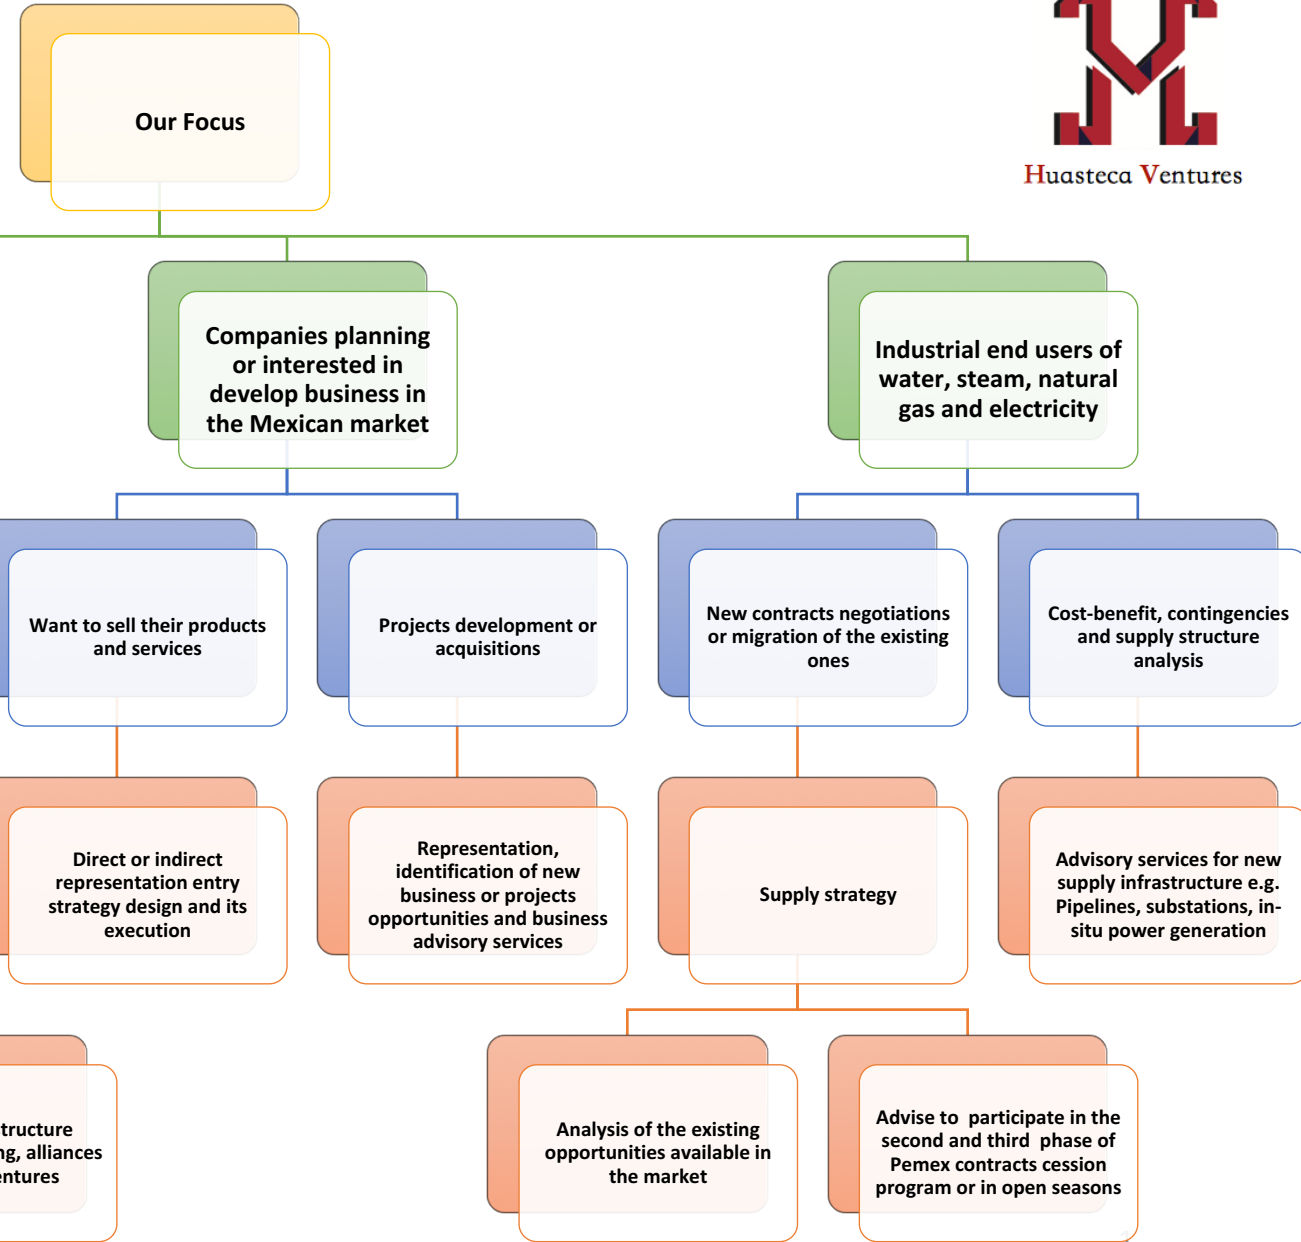 Our Focus
Huasteca Ventures
Companies planning
or interested in
develop business in
the Mexican market
Industrial end users of
water, steam, natural
gas and electricity
Want to sell their products
and services
Projects development or
acquisitions
New contracts negotiations
or migration of the existing
ones
Cost-benefit, contingencies
and supply structure
analysis
Direct or indirect
representation entry
strategy design and its
execution
Representation,
identification of new
business or projects
opportunities and business
advisory services
Supply strategy
Advisory services for new
supply infrastructure e.g.
Pipelines, substations, in-
situ power generation
tructure
ng, alliances
entures
Analysis of the existing
opportunities available in
the market
Advise to  participate in the
second and third  phase of
Pemex contracts cession
program or in open seasons